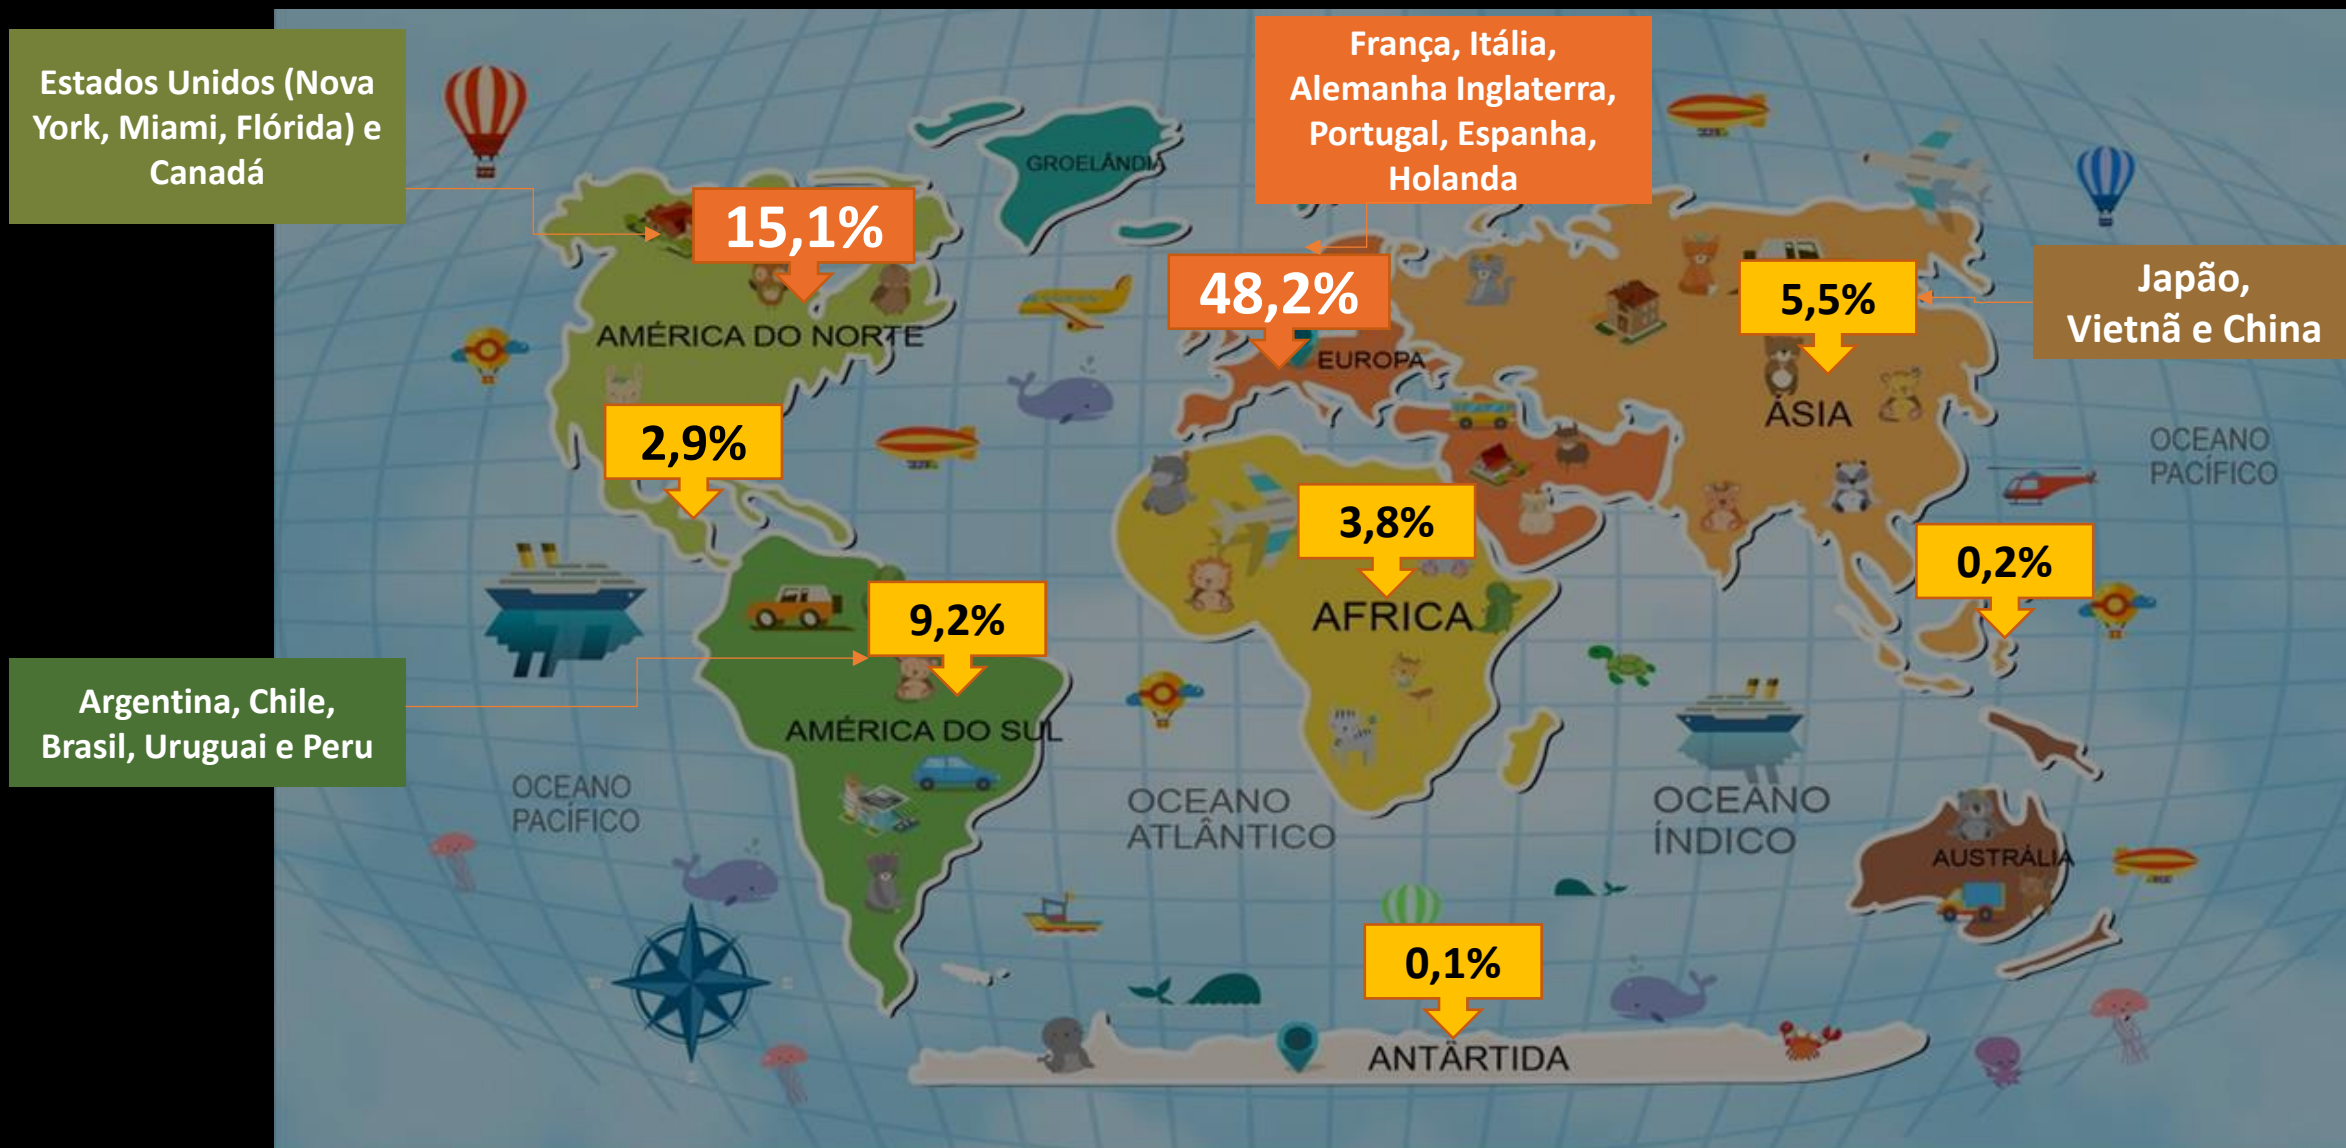 Estados Unidos (Nova
York, Miami, Flórida) e
Canadá
França, Itália,
Alemanha Inglaterra,
Portugal, Espanha,
Holanda
GROELÂNDIA
15,1%
48,2%
5,5%
Japão,
Vietnã e China
AMÉRICA DO NORTE
EUROPA
ÁSIA
2,9%
OCEANO
PACÍFICO
3,8%
0,2%
AFRICA
9,2%
Argentina, Chile,
Brasil, Uruguai e Peru
AMÉRICA DO SUL
OCEANO
PACÍFICO
OCEANO
ATLÂNTICO
OCEANO
ÍNDICO
AUSTRÁLIA
0,1%
ANTÁRTIDA